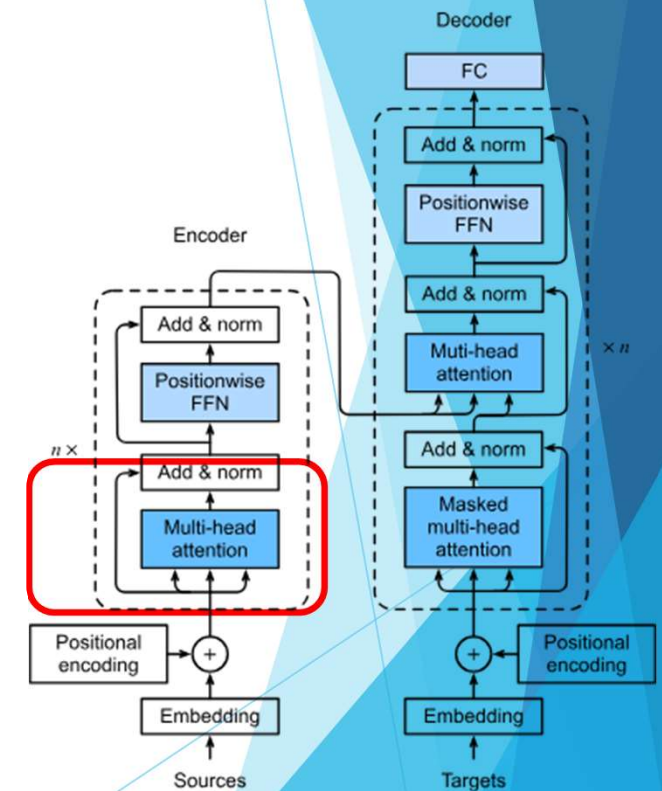 Decoder
FC
Add & norm
Positionwise
FFN
Add & norm
Muti-head
attention
× n
Add & norm
Masked
multi-head
attention
+
Positional
encoding
Embedding
Targets
Encoder
Add & norm
Positionwise
FFN
n ×
Add & norm
Multi-head
attention
Positional
encoding
+
Embedding
Sources